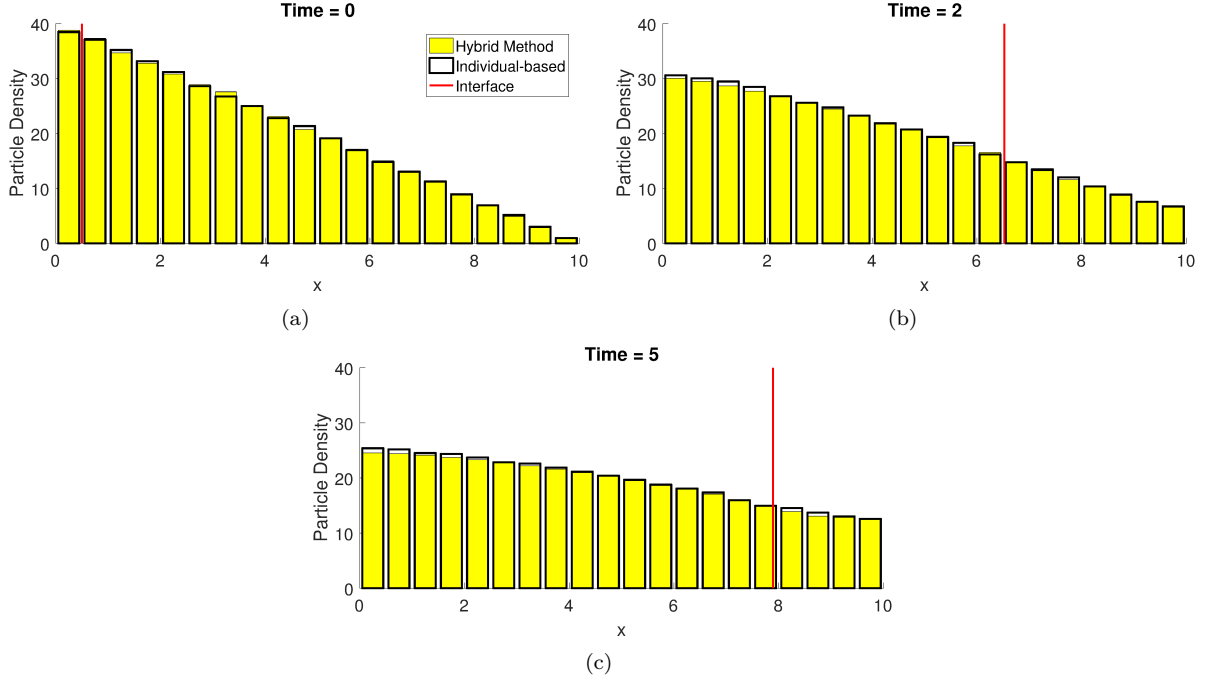 Time = 0
40
30
20
10
0
Particle Density
Hybrid Method
Individual-based
Interface
0 2 4 6 8 10
x
(a)
Time = 2
40
30
20
10
0
Particle Density
0 2 4 6 8 10
x
(b)
Time = 5
40
30
20
10
0
Particle Density
0 2 4 6 8 10
x
(c)